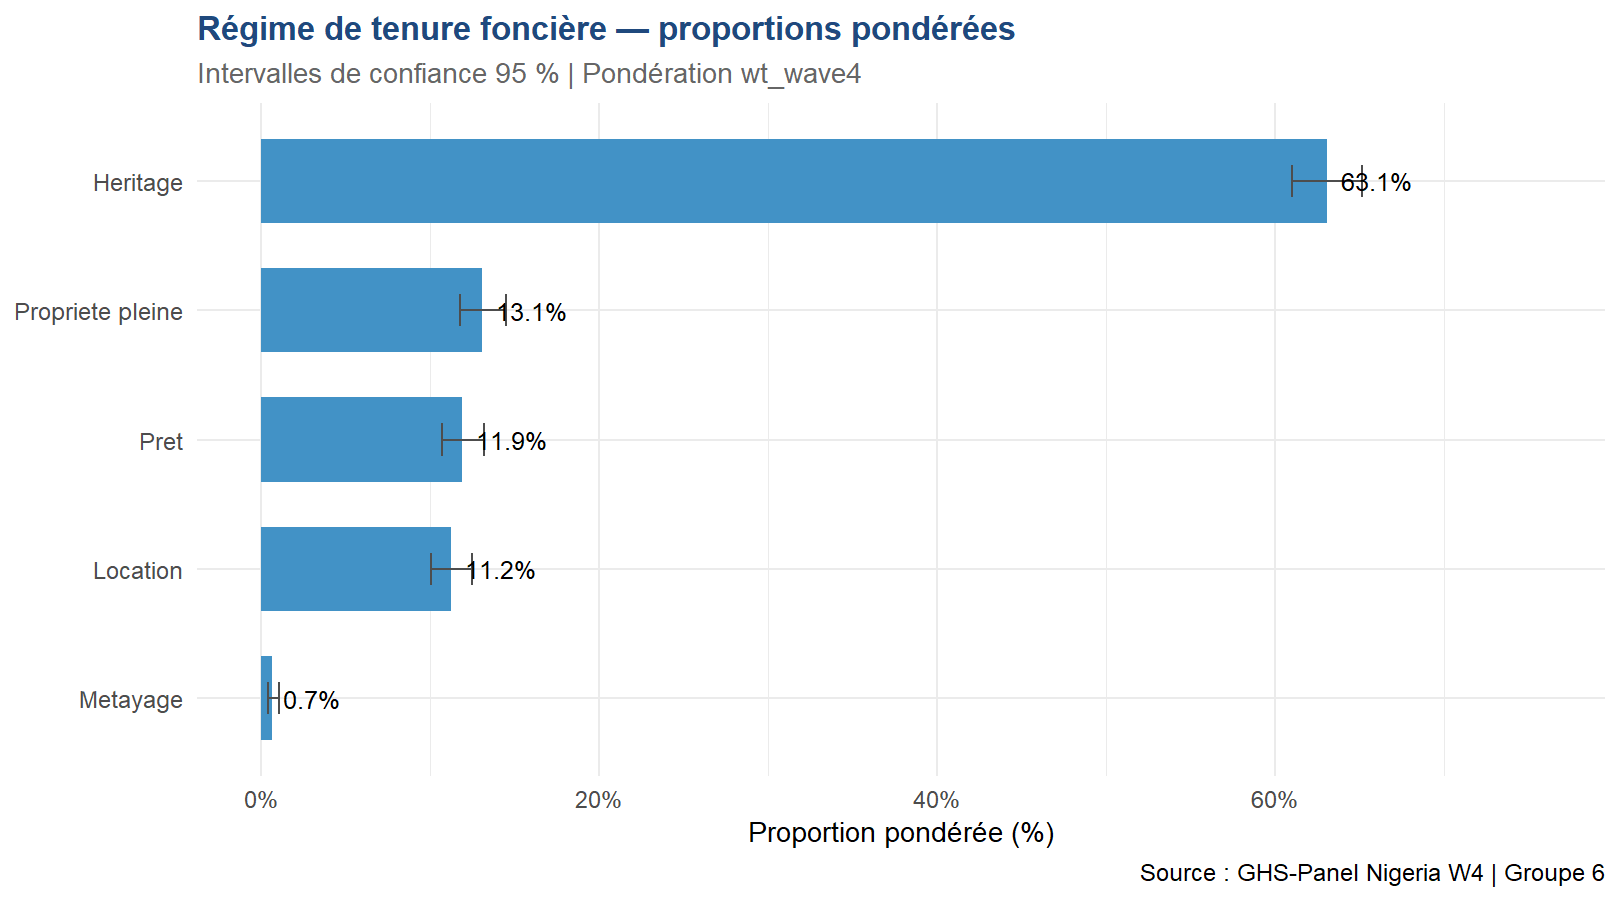 Régime de tenure foncière — proportions pondérées
Intervalles de confiance 95 % | Pondération wt_wave4
Heritage
63.1%
Propriete pleine
13.1%
Pret
11.9%
Location
11.2%
Metayage
0.7%
0%
20%
40%
60%
Proportion pondérée (%)
Source : GHS-Panel Nigeria W4 | Groupe 6